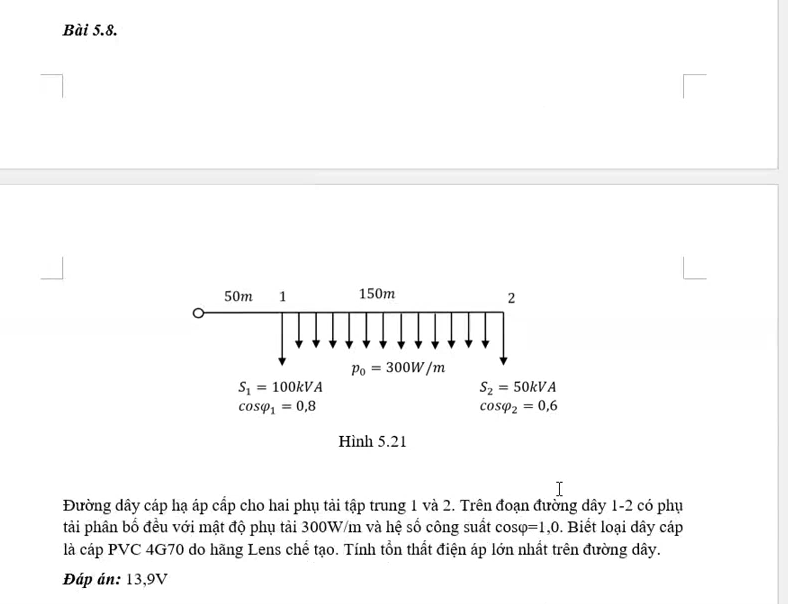 Bài 5.8.
50m 1 150m 2
p₀ = 300W/m
S₁ = 100kVA S₂ = 50kVA
cosφ₁ = 0,8 cosφ₂ = 0,6
Hình 5.21
Đường dây cáp hạ áp cấp cho hai phụ tải tập trung 1 và 2. Trên đoạn đường dây 1-2 có phụ
tải phân bố đều với mật độ phụ tải 300W/m và hệ số công suất cosφ=1,0. Biết loại dây cáp
là cáp PVC 4G70 do hãng Lens chế tạo. Tính tổn thất điện áp lớn nhất trên đường dây.
Đáp án: 13,9V